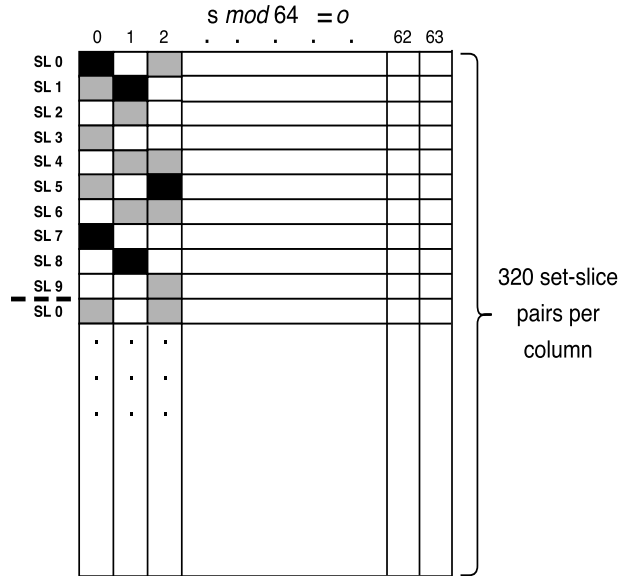 s mod 64 = o
0 1 2 . . . . . 62 63
SL 0
SL 1
SL 2
SL 3
SL 4
SL 5
SL 6
SL 7
SL 8
SL 9
SL 0
320 set-slice
pairs per
column